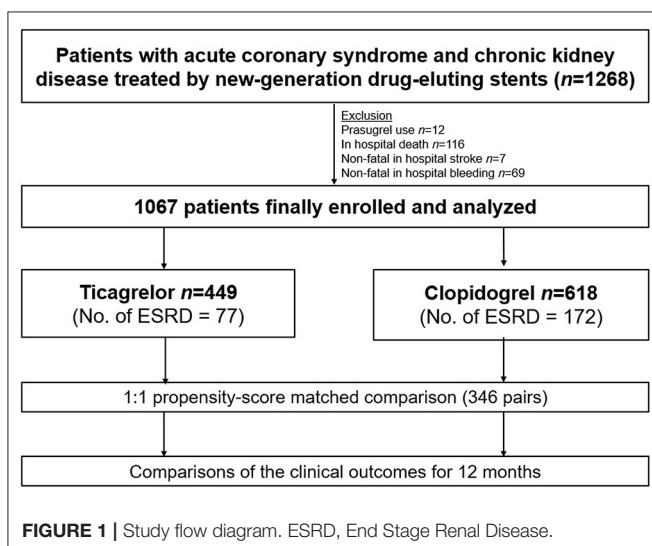 Patients with acute coronary syndrome and chronic kidney
disease treated by new-generation drug-eluting stents (n=1268)
Exclusion
Prasugrel use n=12
In hospital death n=116
Non-fatal in hospital stroke n=7
Non-fatal in hospital bleeding n=69
1067 patients finally enrolled and analyzed
Ticagrelor n=449
(No. of ESRD = 77)
Clopidogrel n=618
(No. of ESRD = 172)
1:1 propensity-score matched comparison (346 pairs)
Comparisons of the clinical outcomes for 12 months
FIGURE 1 | Study flow diagram. ESRD, End Stage Renal Disease.